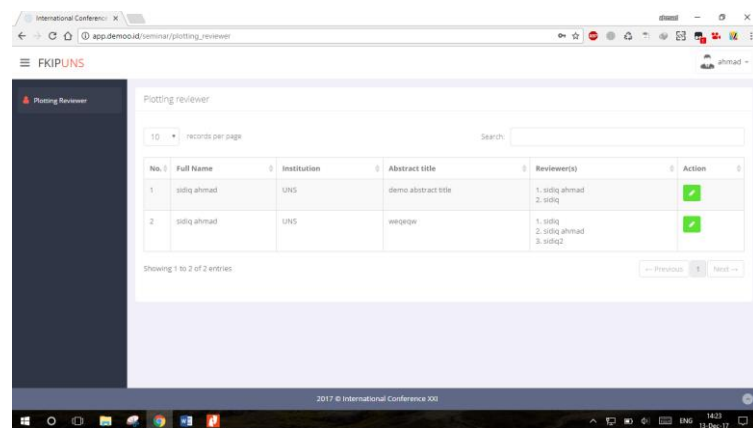 International Conference
ahmad
app.demoo.id/seminar/plotting_reviewer
FKIPUNS
ahmad
Plotting Reviewer
Plotting reviewer
10 records per page
Search:
No. Full Name Institution Abstract title Reviewer(s) Action
1 sidiq ahmad UNS demo abstract title 1. sidiq ahmad
2. sidiq
2 sidiq ahmad UNS weqeqw 1. sidiq
2. sidiq ahmad
3. sidiq2
Showing 1 to 2 of 2 entries
← Previous 1 Next →
2017 © International Conference XXI
ENG
14:23
13-Dec-17